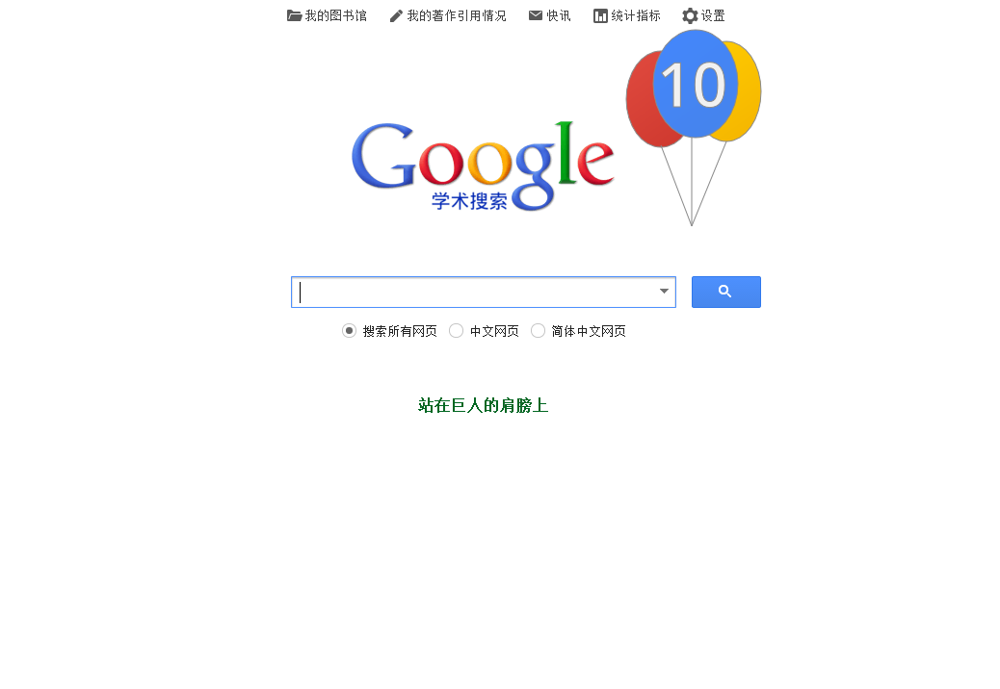 我的图书馆 我的著作引用情况 快讯 统计指标 设置
10
Google
学术搜索
搜索所有网页 中文网页 简体中文网页
站在巨人的肩膀上